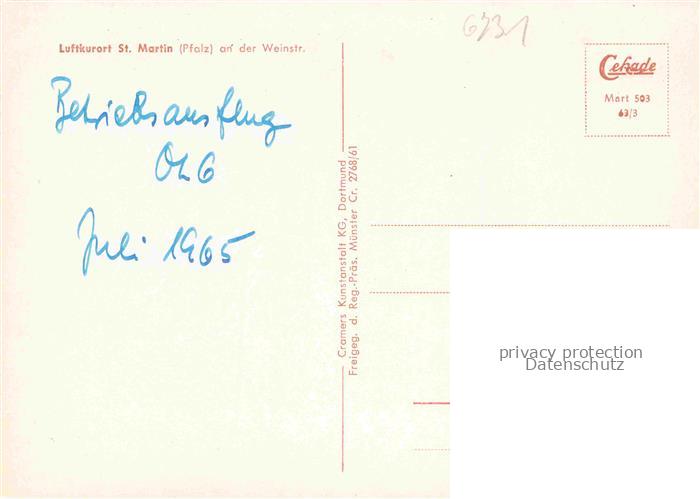 6731
Luftkurort St. Martin (Pfalz) an der Weinstr.
Cekade
Mart 503
63/3
Betriebsausflug
OLG
Juli 1965
Cramers Kunstanstalt KG, Dortmund
Freigeg. d. Reg.-Präs. Münster Cr. 2768/61
privacy protection
Datenschutz